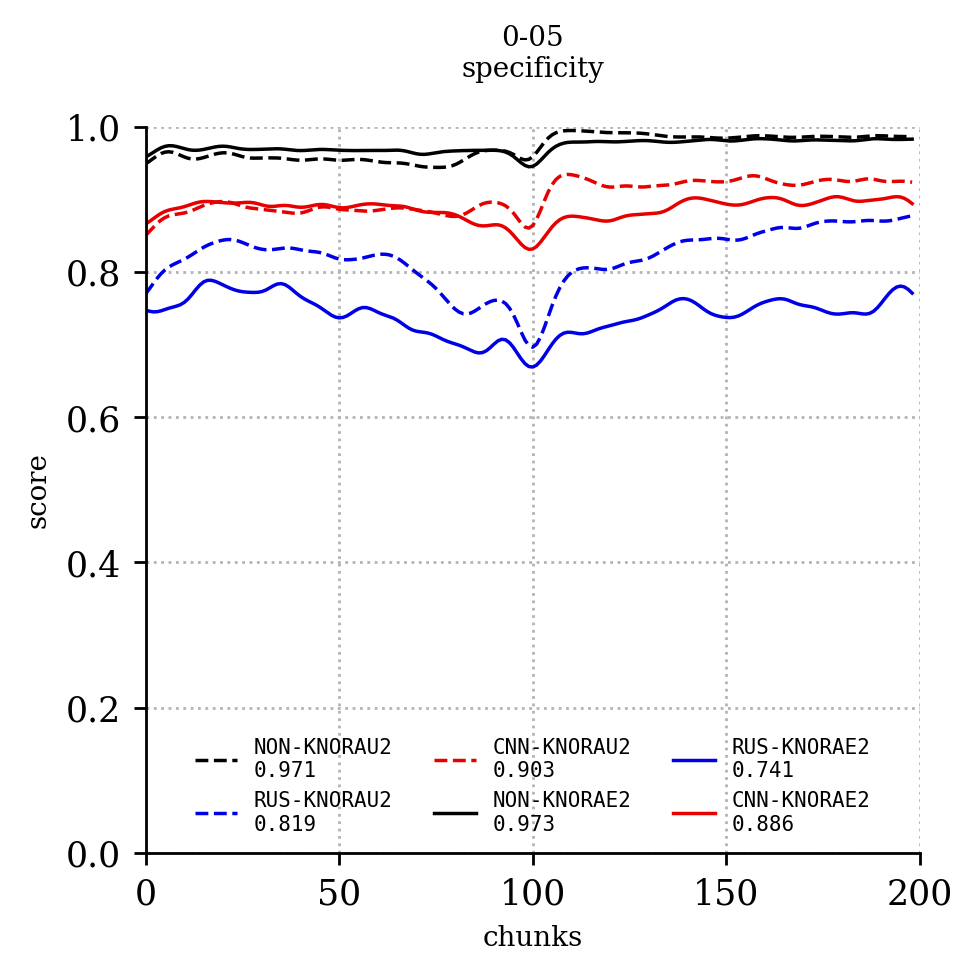 0-05
specificity
1.0
0.8
0.6
0.4
0.2
0.0
score
NON-KNORAU2
0.971
CNN-KNORAU2
0.903
RUS-KNORAE2
0.741
RUS-KNORAU2
0.819
NON-KNORAE2
0.973
CNN-KNORAE2
0.886
0
50
100
150
200
chunks